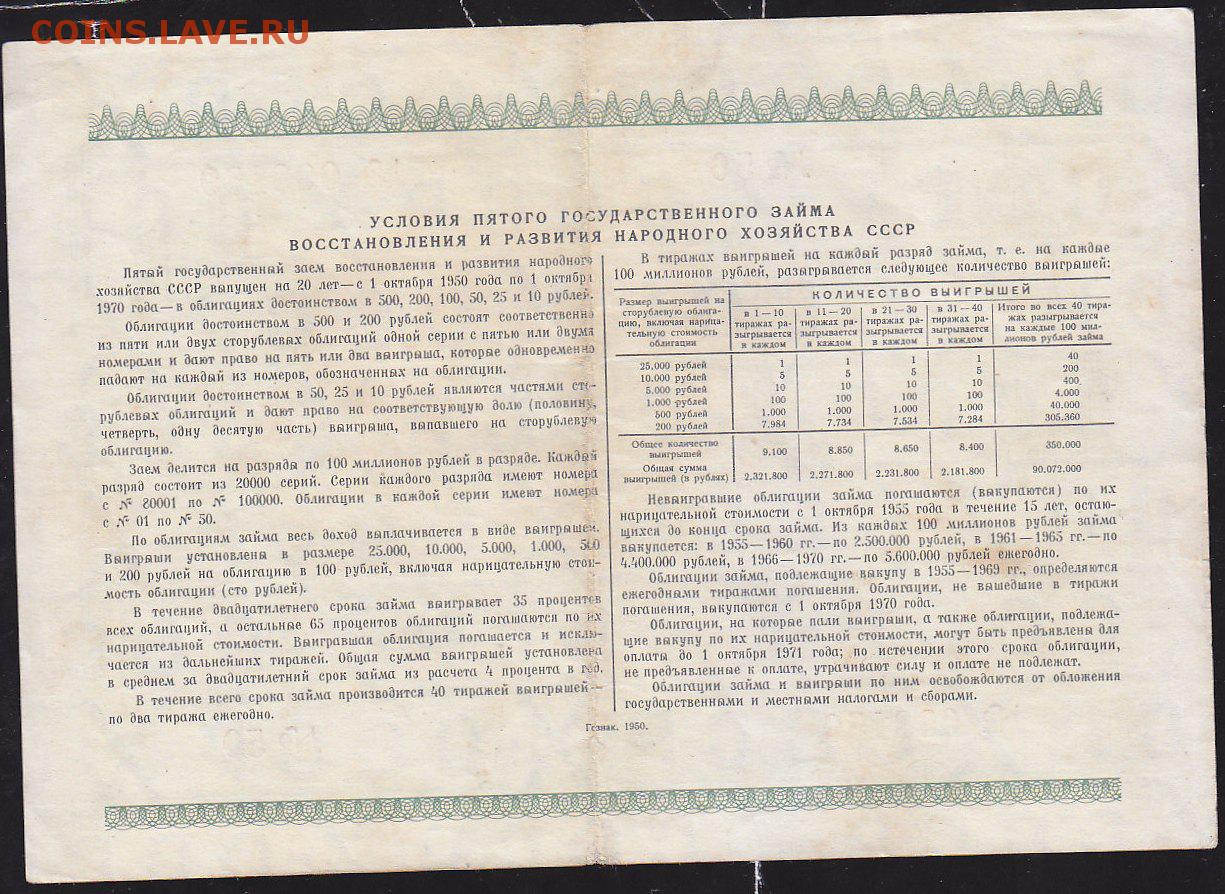 COINS.LAVE.RU
УСЛОВИЯ ПЯТОГО ГОСУДАРСТВЕННОГО ЗАЙМА
ВОССТАНОВЛЕНИЯ И РАЗВИТИЯ НАРОДНОГО ХОЗЯЙСТВА СССР
Пятый государственный заем восстановления и развития народного
хозяйства СССР выпущен на 20 лет — с 1 октября 1950 года по 1 октября
1970 года — в облигациях достоинством в 500, 200, 100, 50, 25 и 10 рублей.
Облигации достоинством в 500 и 200 рублей состоят соответственно
из пяти или двух сторублевых облигаций одной серии с пятью или двумя
номерами и дают право на пять или два выигрыша, которые одновременно
падают на каждый из номеров, обозначенных на облигации.
Облигации достоинством в 50, 25 и 10 рублей являются частями сто-
рублевых облигаций и дают право на соответствующую долю (половину,
четверть, одну десятую часть) выигрыша, выпавшего на сторублевую
облигацию.
Заем делится на разряды по 100 миллионов рублей в разряде. Каждый
разряд состоит из 20000 серий. Серии каждого разряда имеют номера
с № 80001 по № 100000. Облигации в каждой серии имеют номера
с № 01 по № 50.
По облигациям займа весь доход выплачивается в виде выигрышей.
Выигрыши установлены в размере 25.000, 10.000, 5.000, 1.000, 500
и 200 рублей на облигацию в 100 рублей, включая нарицательную стои-
мость облигации (сто рублей).
В течение двадцатилетнего срока займа выигрывает 35 процентов
всех облигаций, а остальные 65 процентов облигаций погашаются по их
нарицательной стоимости. Выигравшая облигация погашается и исклю-
чается из дальнейших тиражей. Общая сумма выигрышей установлена
в среднем за двадцатилетний срок займа из расчета 4 процента в год.
В течение всего срока займа производится 40 тиражей выигрышей —
по два тиража ежегодно.
В тиражах выигрышей на каждый разряд займа, т. е. на каждые
100 миллионов рублей, разыгрывается следующее количество выигрышей:
Размер выигрышей на
сторублевую облига-
цию, включая нарица-
тельную стоимость
облигации
КОЛИЧЕСТВО ВЫИГРЫШЕЙ
в 1—10
тиражах ра-
зыгрывается
в каждом
в 11—20
тиражах ра-
зыгрывается
в каждом
в 21—30
тиражах ра-
зыгрывается
в каждом
в 31—40
тиражах ра-
зыгрывается
в каждом
Итого во всех 40 тира-
жах разыгрывается
на каждые 100 мил-
лионов рублей займа
25.000 рублей 1 1 1 1 40
10.000 рублей 5 5 5 5 200
5.000 рублей 10 10 10 10 400
1.000 рублей 100 100 100 100 4.000
500 рублей 1.000 1.000 1.000 1.000 40.000
200 рублей 7.984 7.734 7.534 7.284 305.360
Общее количество
выигрышей 9.100 8.850 8.650 8.400 350.000
Общая сумма
выигрышей (в рублях) 2.321.800 2.271.800 2.231.800 2.181.800 90.072.000
Невыигравшие облигации займа погашаются (выкупаются) по их
нарицательной стоимости с 1 октября 1955 года в течение 15 лет, остаю-
щихся до конца срока займа. Из каждых 100 миллионов рублей займа
выкупается: в 1955—1960 гг.—по 2.500.000 рублей, в 1961—1965 гг.—по
4.400.000 рублей, в 1966—1970 гг.—по 5.600.000 рублей ежегодно.
Облигации займа, подлежащие выкупу в 1955—1969 гг., определяются
ежегодными тиражами погашения. Облигации, не вышедшие в тиражи
погашения, выкупаются с 1 октября 1970 года.
Облигации, на которые пали выигрыши, а также облигации, подлежа-
щие выкупу по их нарицательной стоимости, могут быть предъявлены для
оплаты до 1 октября 1971 года; по истечении этого срока облигации,
не предъявленные к оплате, утрачивают силу и оплате не подлежат.
Облигации займа и выигрыши по ним освобождаются от обложения
государственными и местными налогами и сборами.
Гознак. 1950.